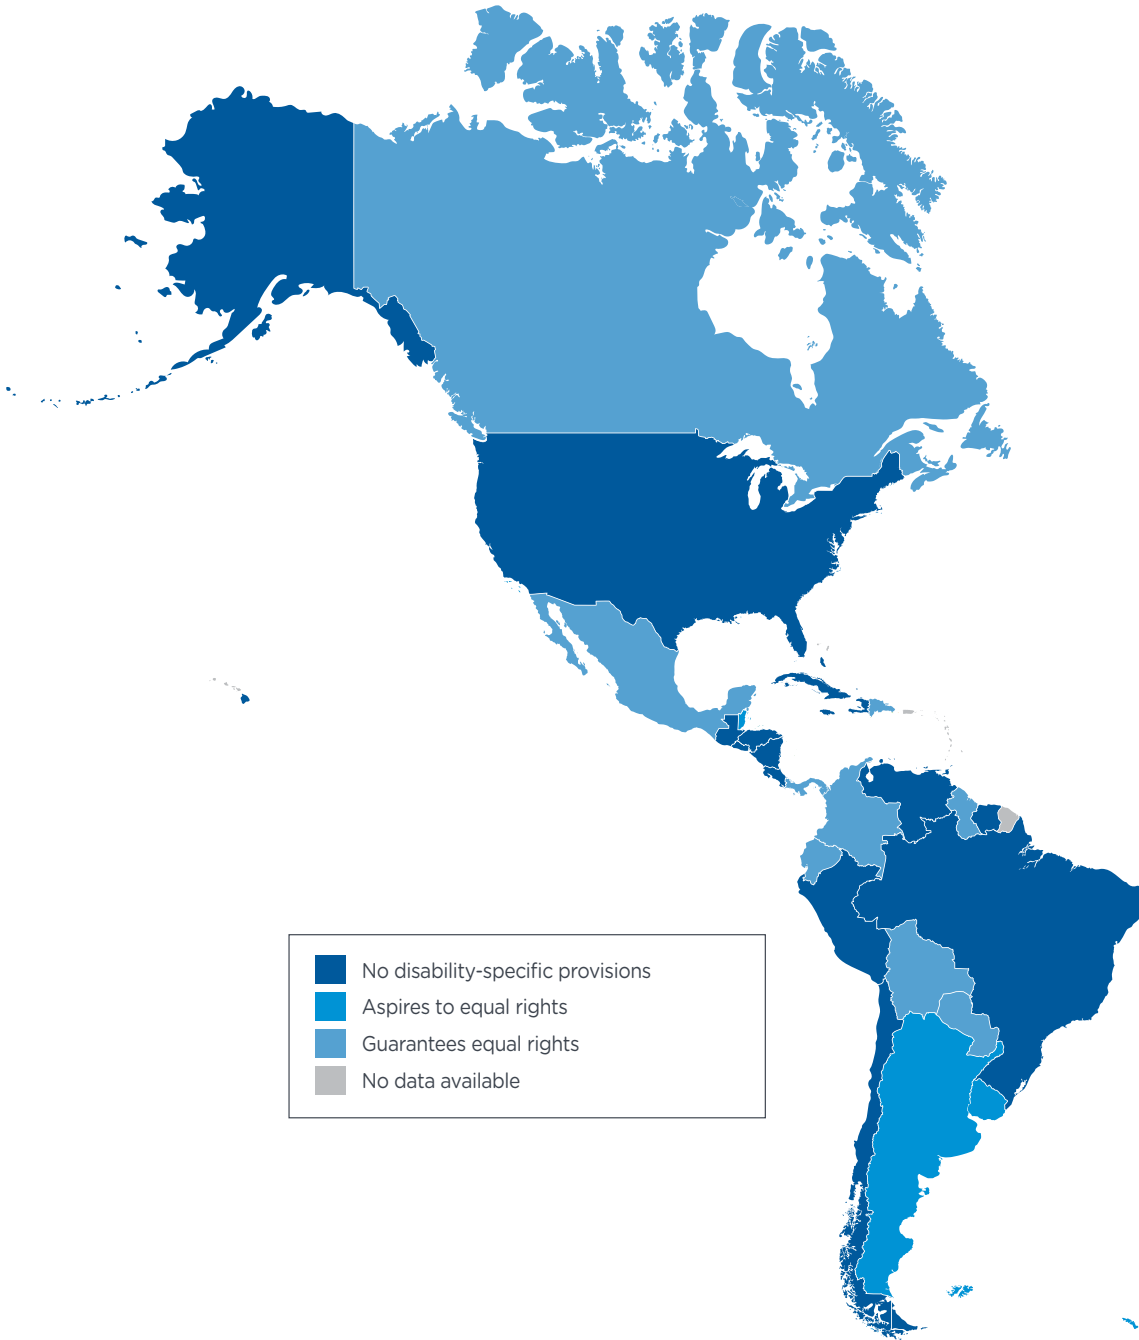 No disability-specific provisions
Aspires to equal rights
Guarantees equal rights
No data available